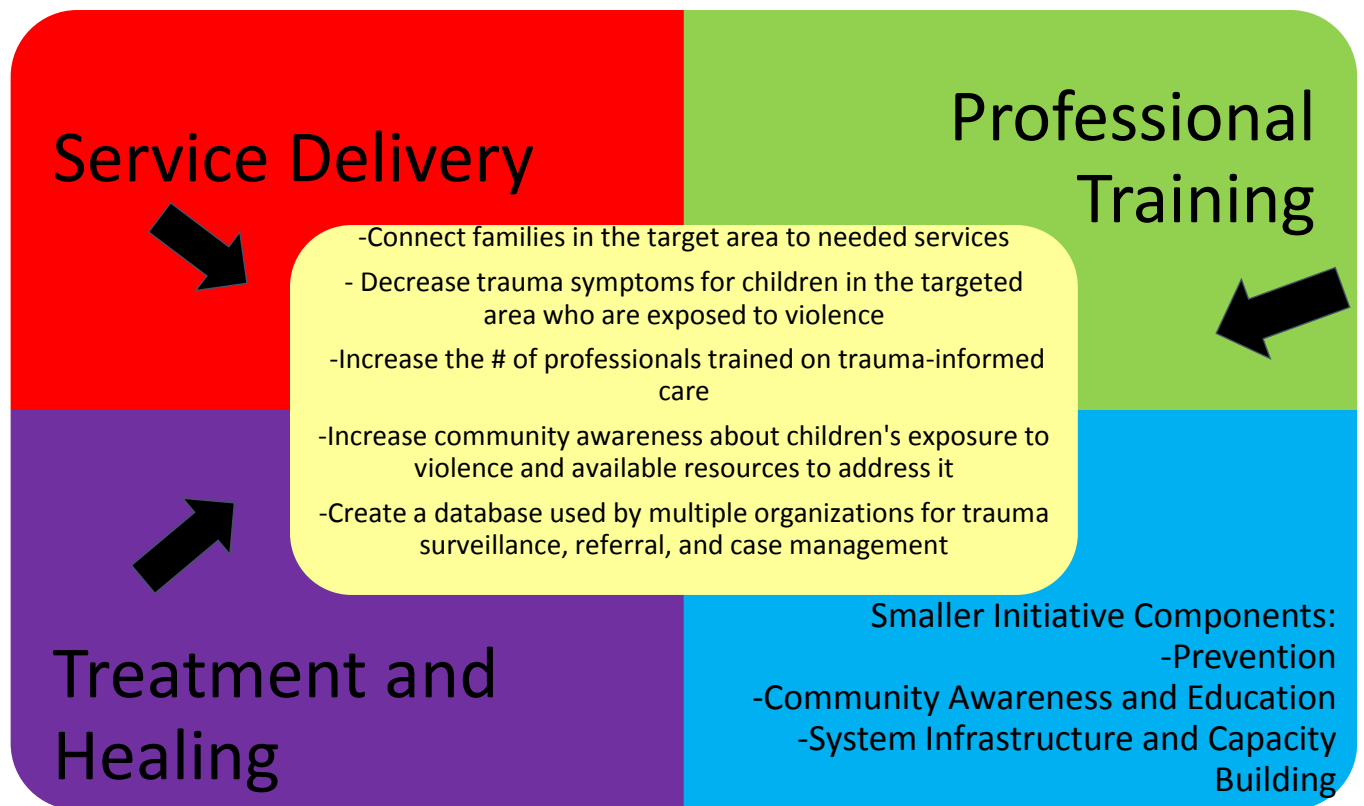 Service Delivery
Professional
Training
-Connect families in the target area to needed services
- Decrease trauma symptoms for children in the targeted
area who are exposed to violence
-Increase the # of professionals trained on trauma-informed
care
-Increase community awareness about children's exposure to
violence and available resources to address it
-Create a database used by multiple organizations for trauma
surveillance, referral, and case management
Treatment and
Healing
Smaller Initiative Components:
-Prevention
-Community Awareness and Education
-System Infrastructure and Capacity
Building